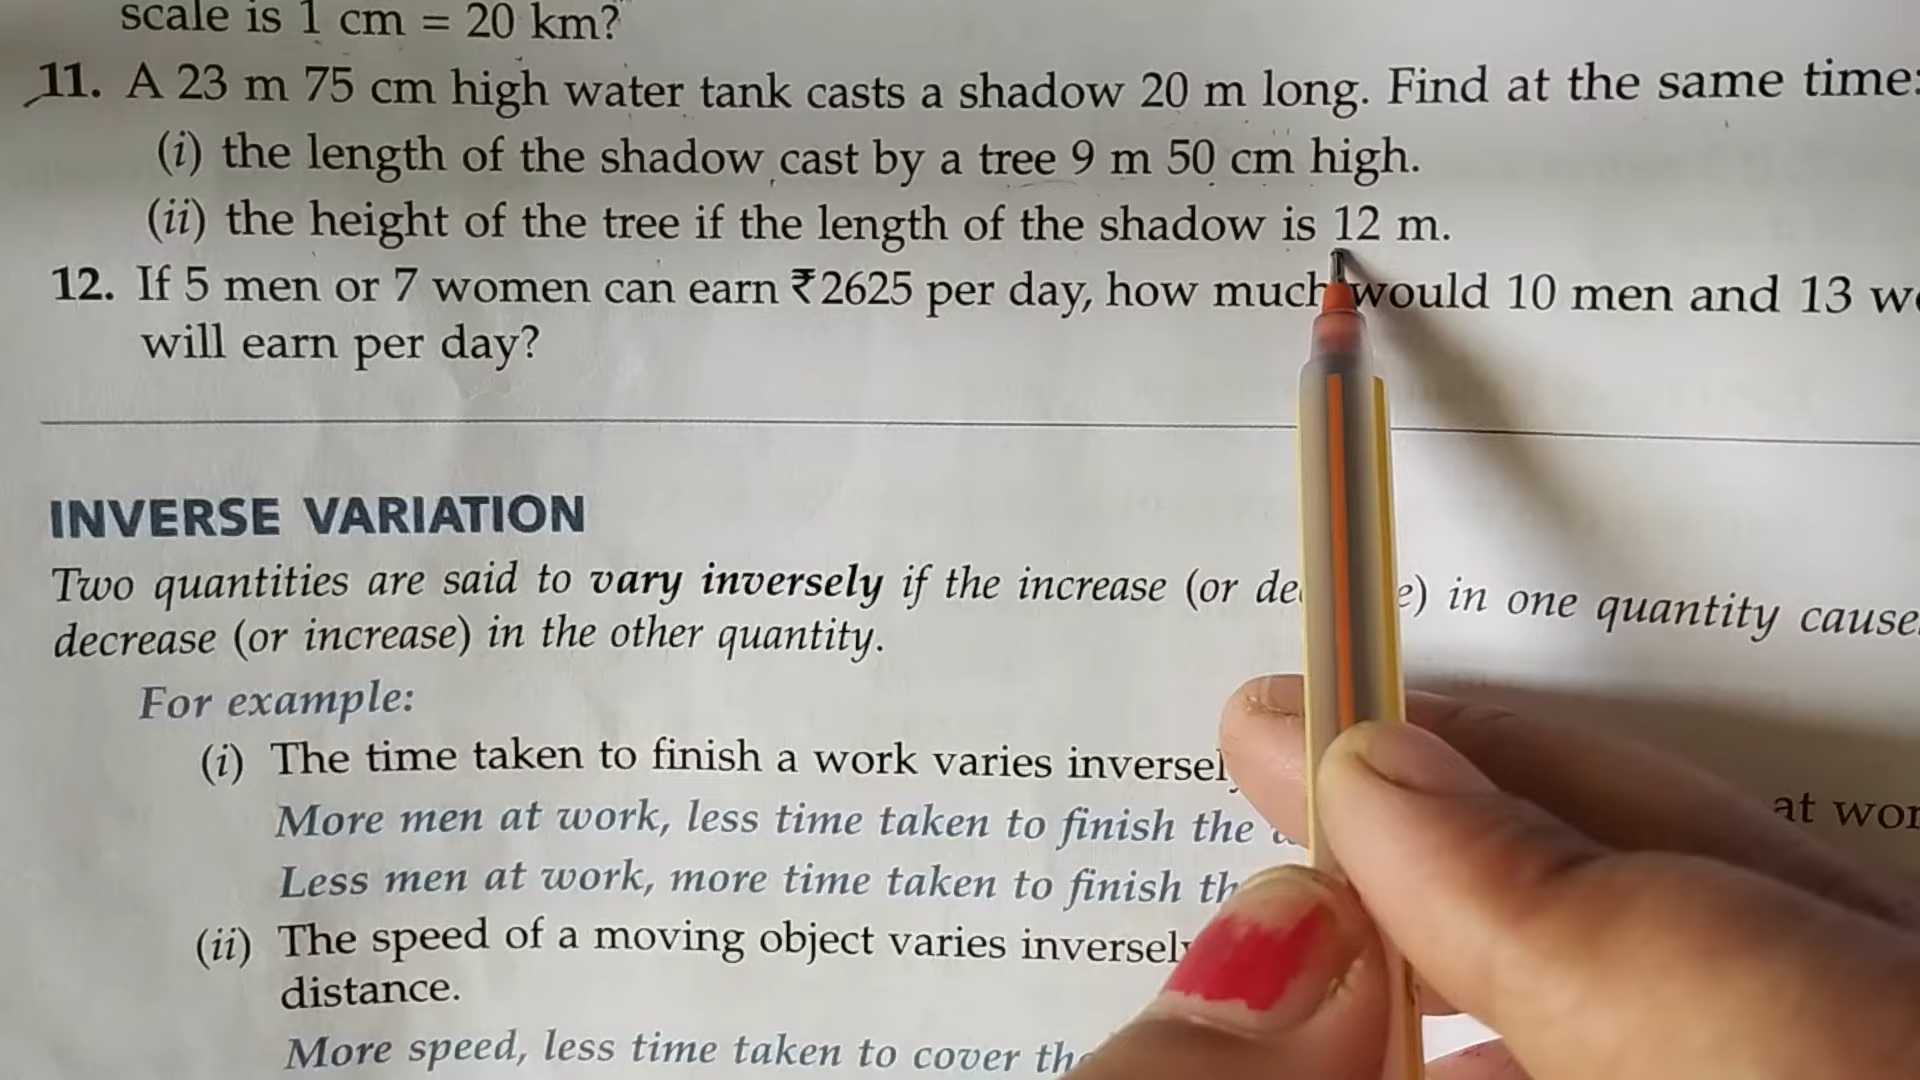 scale is 1 cm = 20 km?
11. A 23 m 75 cm high water tank casts a shadow 20 m long. Find at the same time:
(i) the length of the shadow cast by a tree 9 m 50 cm high.
(ii) the height of the tree if the length of the shadow is 12 m.
12. If 5 men or 7 women can earn ₹2625 per day, how much would 10 men and 13
will earn per day?
INVERSE VARIATION
Two quantities are said to vary inversely if the increase (or in one quantity cause
decrease (or increase) in the other quantity.
For example:
(i) The time taken to finish a work varies
More men at work, less time taken to finish the
at
Less men at work, more time taken to finish
(ii) The speed of a moving object varies
distance.
More speed, less time taken to cover